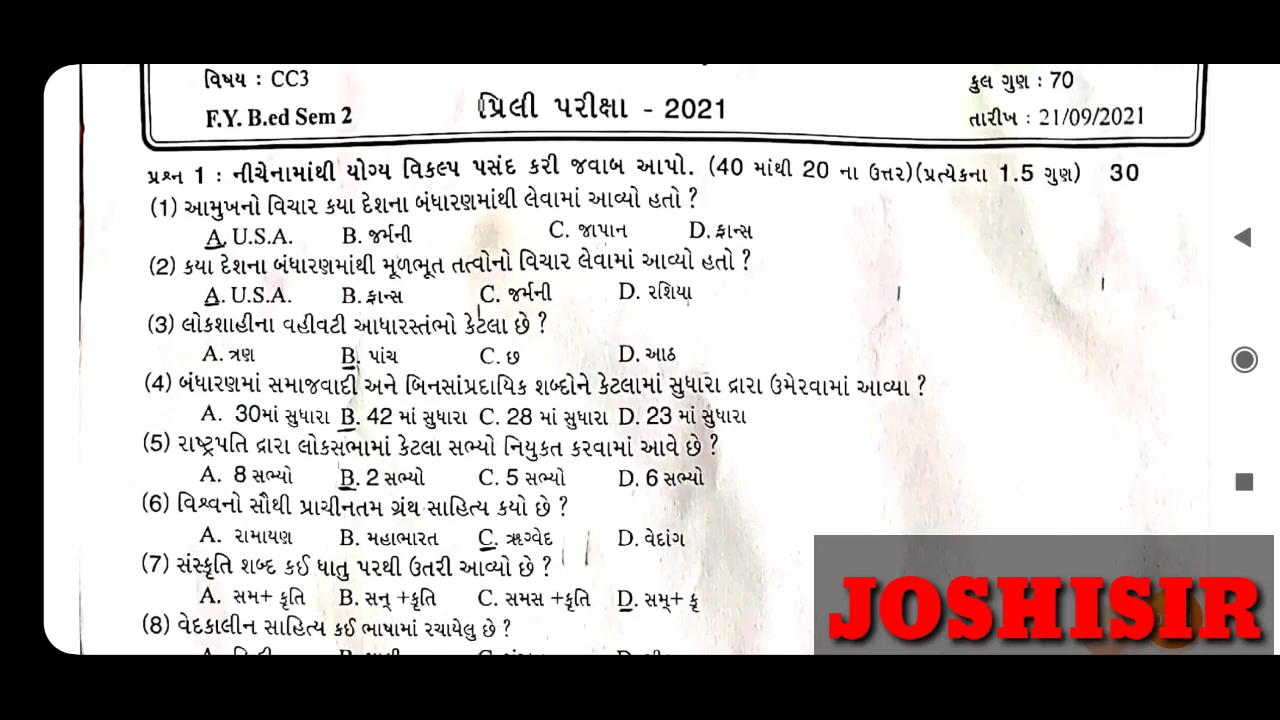 વિષય : CC3
કુલ ગુણ : 70
F.Y. B.ed Sem 2
પ્રિલી પરીક્ષા - 2021
તારીખ : 21/09/2021
પ્રશ્ન 1 : નીચેનામાંથી યોગ્ય વિકલ્પ પસંદ કરી જવાબ આપો. (40 માંથી 20 ના ઉત્તર)(પ્રત્યેકના 1.5 ગુણ) 30
(1) આમુખનો વિચાર કયા દેશના બંધારણમાંથી લેવામાં આવ્યો હતો ?
A. U.S.A. B. જર્મની C. જાપાન D. ફ્રાન્સ
(2) કયા દેશના બંધારણમાંથી મૂળભૂત તત્વોનો વિચાર લેવામાં આવ્યો હતો ?
A. U.S.A. B. ફ્રાન્સ C. જર્મની D. રશિયા
(3) લોકશાહીના વહીવટી આધારસ્તંભો કેટલા છે ?
A. ત્રણ B. પાંચ C. છ D. આઠ
(4) બંધારણમાં સમાજવાદી અને બિનસાંપ્રદાયિક શબ્દોને કેટલામાં સુધારા દ્રારા ઉમેરવામાં આવ્યા ?
A. 30માં સુધારા B. 42 માં સુધારા C. 28 માં સુધારા D. 23 માં સુધારા
(5) રાષ્ટ્રપતિ દ્રારા લોકસભામાં કેટલા સભ્યો નિયુકત કરવામાં આવે છે ?
A. 8 સભ્યો B. 2 સભ્યો C. 5 સભ્યો D. 6 સભ્યો
(6) વિશ્વનો સૌથી પ્રાચીનતમ ગ્રંથ સાહિત્ય કયો છે ?
A. રામાયણ B. મહાભારત C. ઋગ્વેદ D. વેદાંગ
(7) સંસ્કૃતિ શબ્દ કઈ ધાતુ પરથી ઉતરી આવ્યો છે ?
A. સમ+ કૃતિ B. સન્ +કૃતિ C. સમસ +કૃતિ D. સમ્+ કૃ
(8) વેદકાલીન સાહિત્ય કઈ ભાષામાં રચાયેલુ છે ?
JOSHISIR